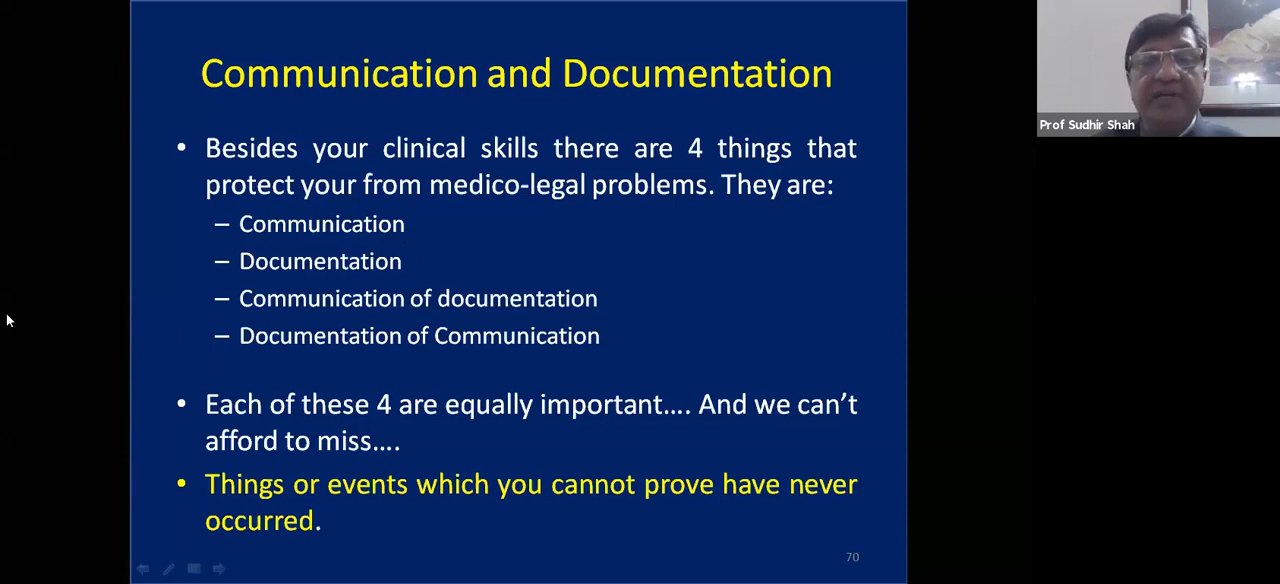 Communication and Documentation
• Besides your clinical skills there are 4 things that
protect your from medico-legal problems. They are:
– Communication
– Documentation
– Communication of documentation
– Documentation of Communication
• Each of these 4 are equally important…. And we can’t
afford to miss….
• Things or events which you cannot prove have never
occurred.
70
Prof Sudhir Shah